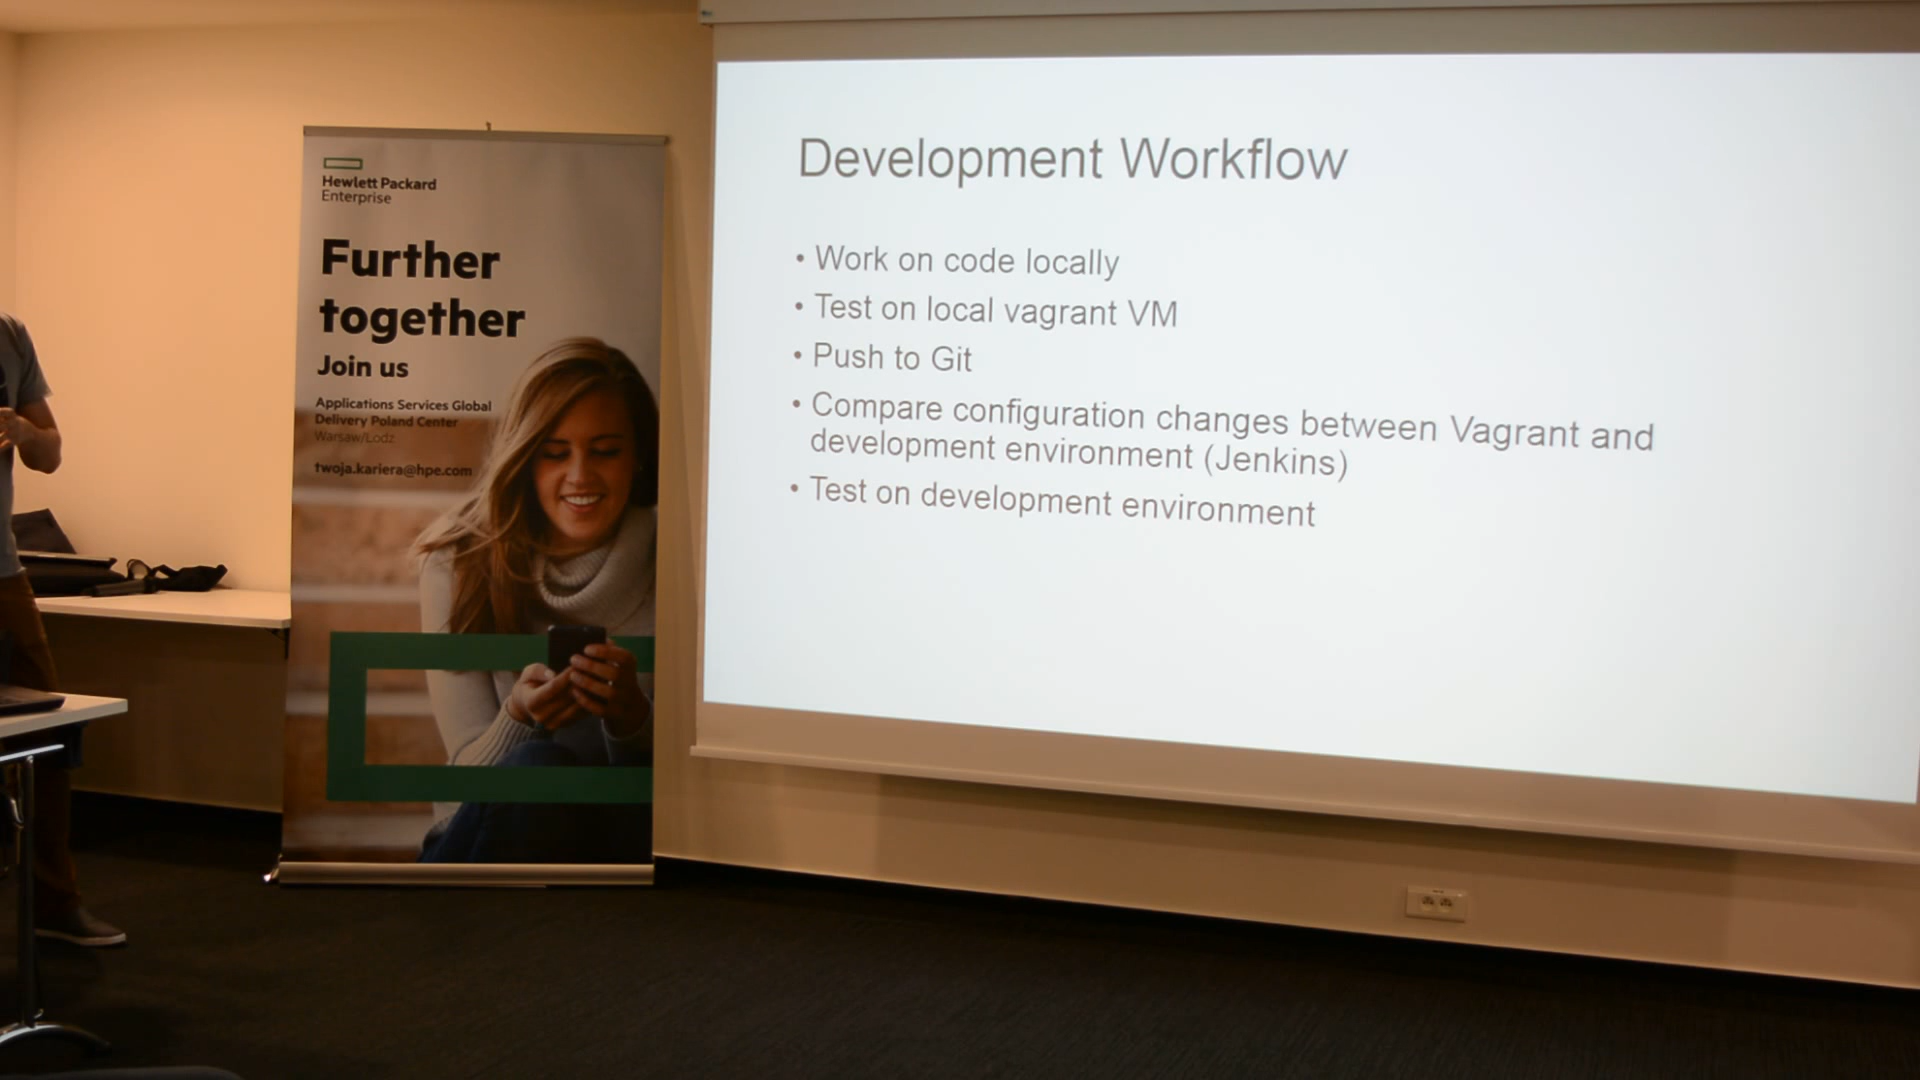 Hewlett Packard
Enterprise
Further
together
Join us
Applications Services Global
Delivery Poland Center
Warsaw/Lodz
twoja.kariera@hpe.com
Development Workflow
• Work on code locally
• Test on local vagrant VM
• Push to Git
• Compare configuration changes between Vagrant and
development environment (Jenkins)
• Test on development environment